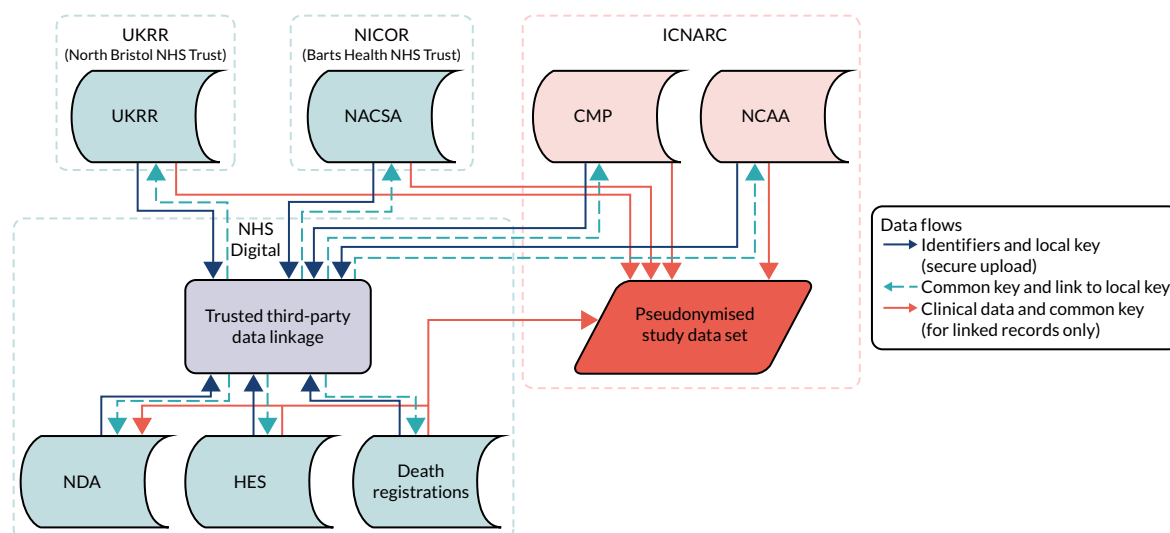 UKRR
(North Bristol NHS Trust)
NICOR
(Barts Health NHS Trust)
ICNARC
UKRR
NACSA
CMP
NCAA
NHS
Digital
Data flows
Identifiers and local key
(secure upload)
Common key and link to local key
Clinical data and common key
(for linked records only)
Trusted third-party
data linkage
Pseudonymised
study data set
NDA
HES
Death
registrations